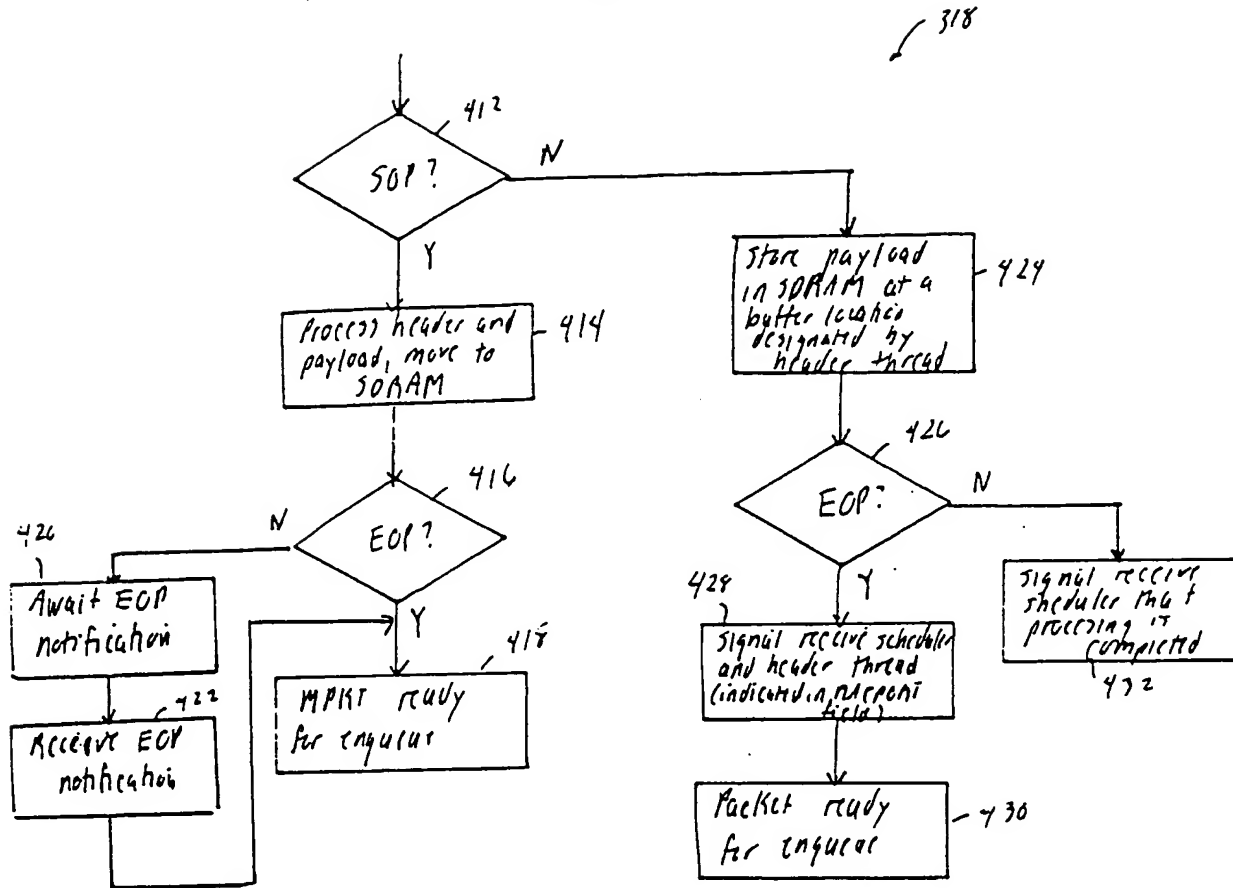 318
412
SOP?
N
Y
Process header and
payload, move to
SDRAM
414
Store payload
in SDRAM at a
buffer location
designated by
header thread
424
416
EOP?
N
Y
426
EOP?
N
Y
420
Await EOP
notification
422
Receive EOP
notification
418
MPKT ready
for enqueue
428
Signal receive scheduler
and header thread
(indicated in
field)
Signal receive
sheduler that
processing is
completed
432
Packet ready
for enqueue
430